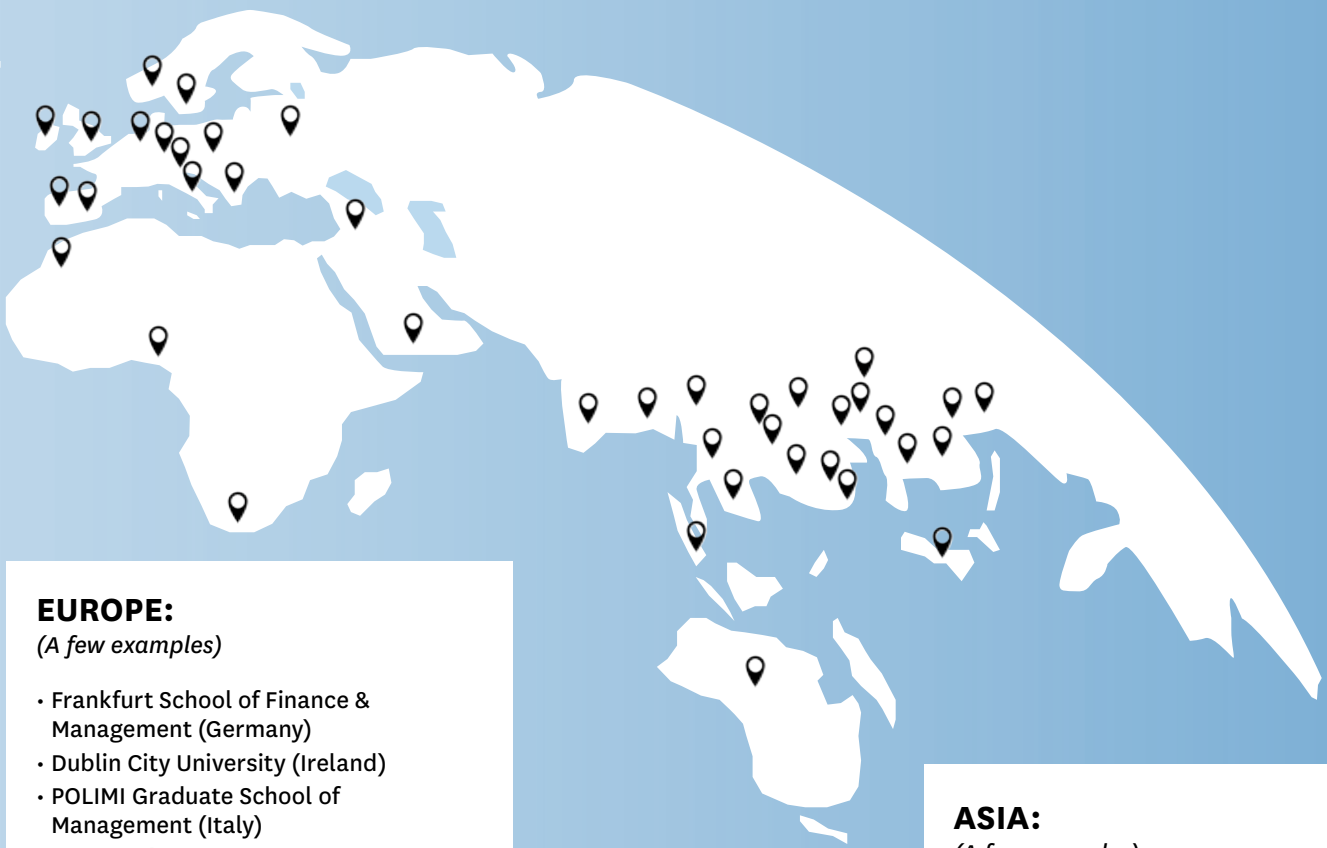 EUROPE:
(A few examples)
• Frankfurt School of Finance &
Management (Germany)
• Dublin City University (Ireland)
• POLIMI Graduate School of
Management (Italy)
ASIA: